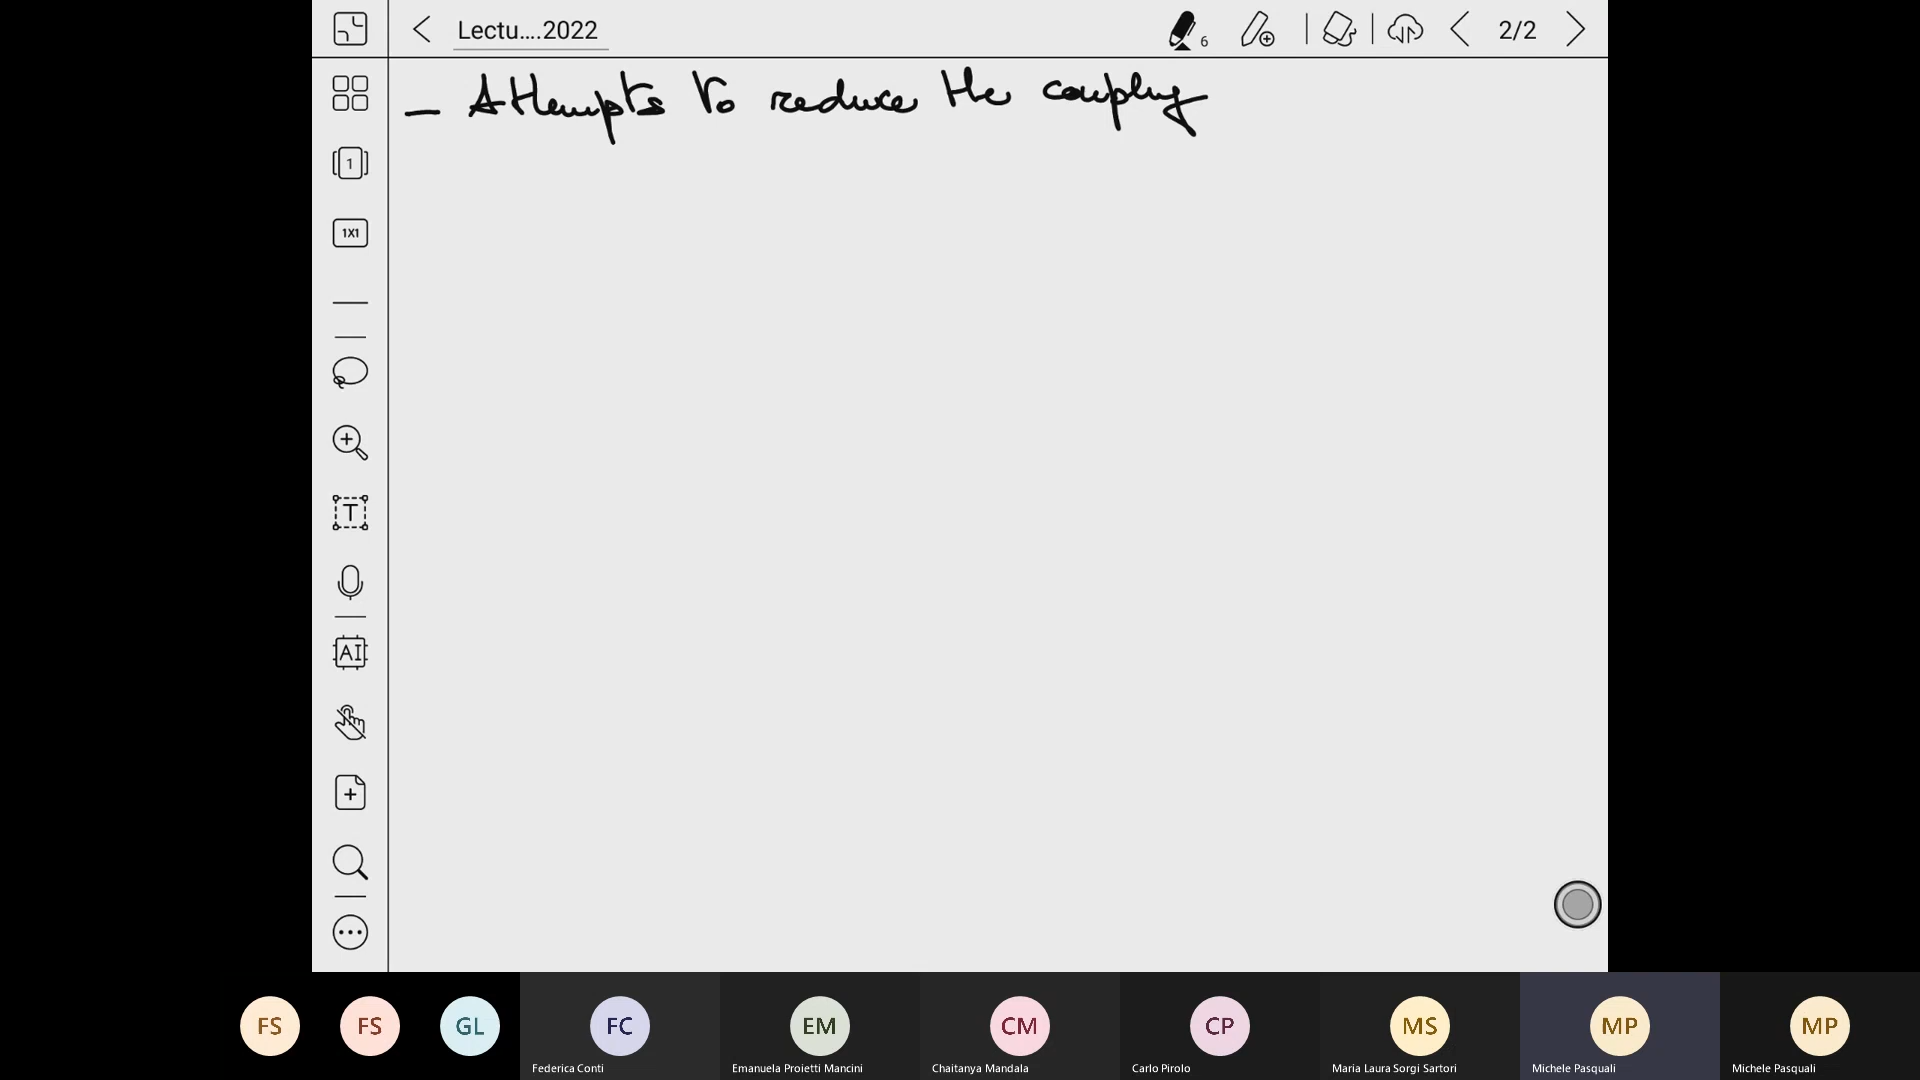 Lectu....2022
6
2/2
– Attempts to reduce the coupling
1
1X1
T
AI
FS
FS
GL
FC
EM
CM
CP
MS
MP
MP
Federica Conti
Emanuela Proietti Mancini
Chaitanya Mandala
Carlo Pirolo
Maria Laura Sorgi Sartori
Michele Pasquali
Michele Pasquali